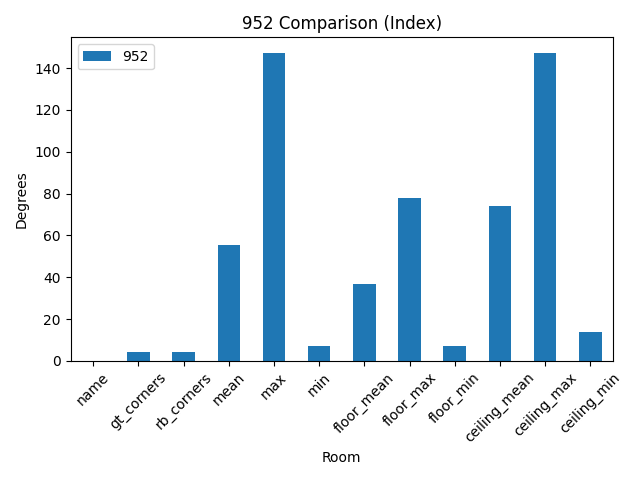 952 Comparison (Index)
952
Degrees
140
120
100
80
60
40
20
0
name
gt_corners
rb_corners
mean
max
min
floor_mean
floor_max
floor_min
ceiling_mean
ceiling_max
ceiling_min
Room